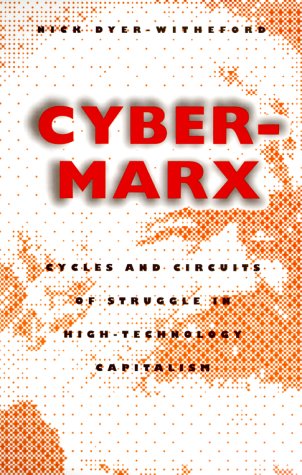 NICK DYER-WITHEFORD
CYBER-
MARX
CYCLES AND CIRCUITS
OF STRUGGLE IN
HIGH-TECHNOLOGY
CAPITALISM